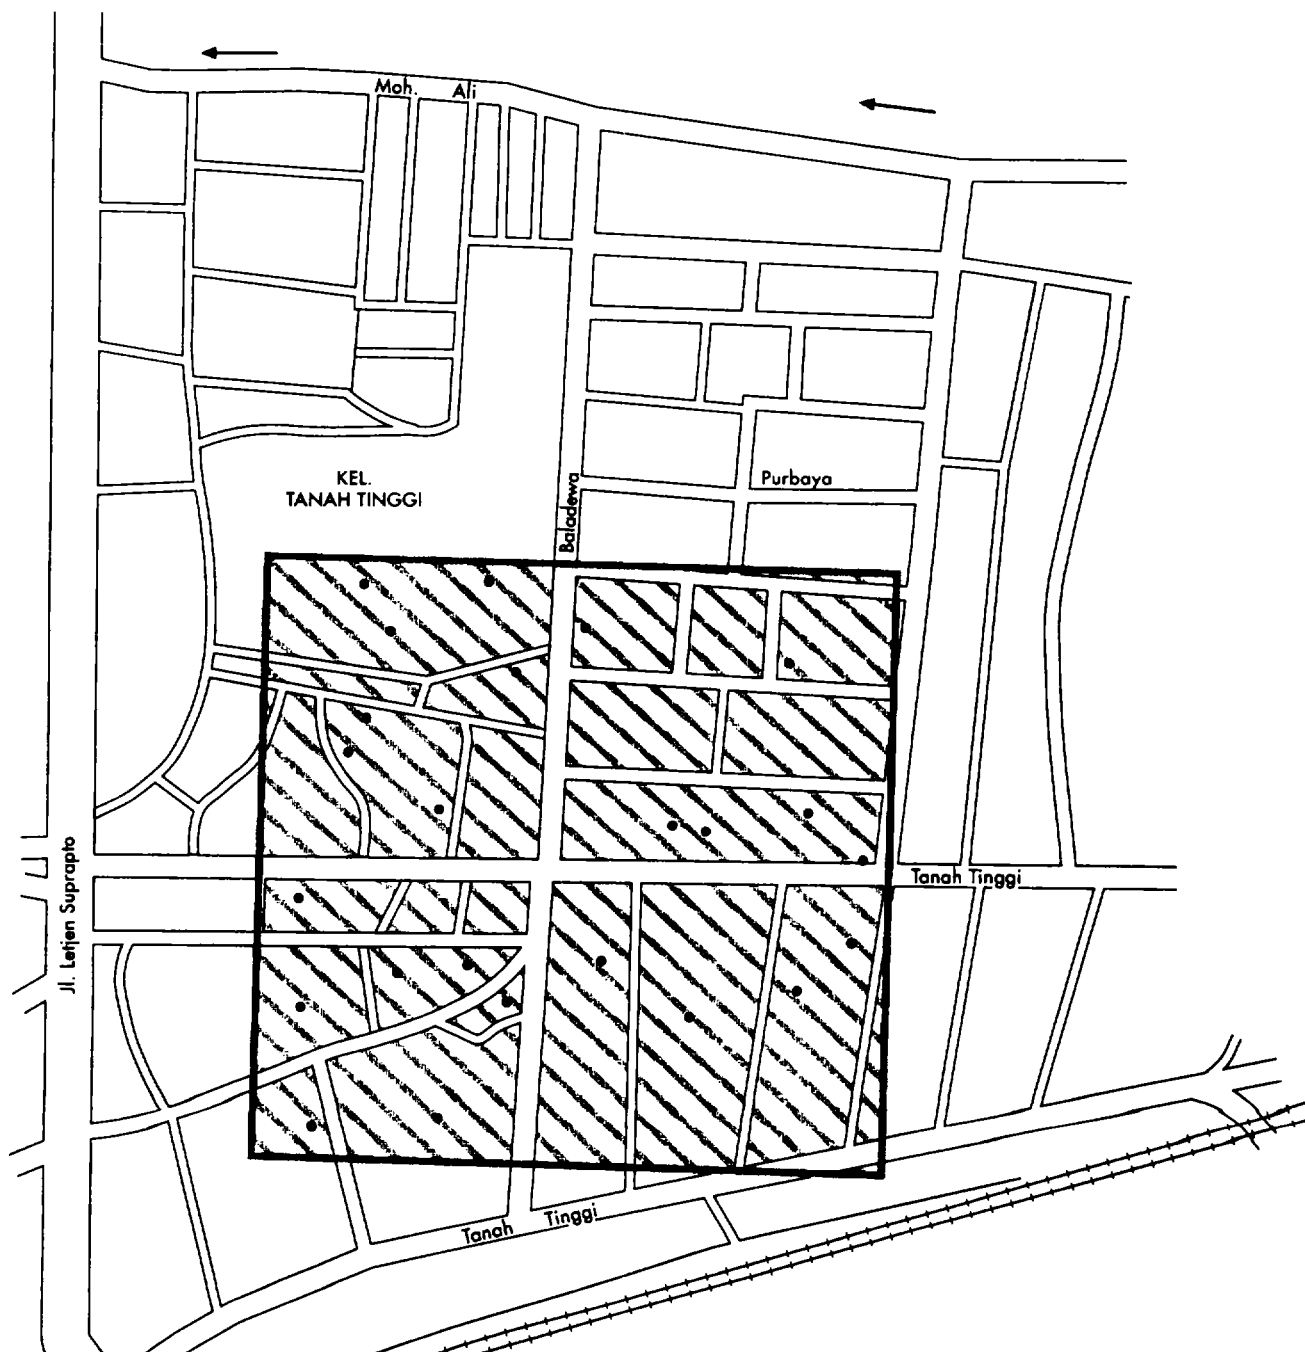 Moh. Ali
KEL.
TANAH TINGGI
Baladewa
Purbaya
Jl. Letjen Suprapto
Tanah Tinggi
Tanah Tinggi